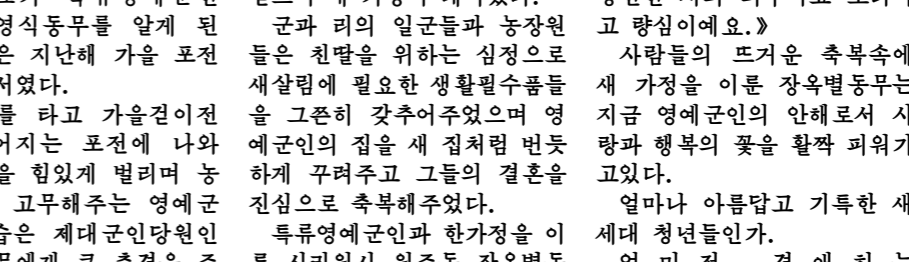 영식동무를 알게 된
은 지난해 가을 포전
서였다.
를 타고 가을걷이전
어지는 포전에 나와
을 힘있게 벌리며 농
고무해주는 영예군
습은 제대군인당원인
군과 리의 일군들과 농장원
들은 친딸을 위하는 심정으로
새살림에 필요한 생활필수품들
을 그쯘히 갖추어주었으며 영
예군인의 집을 새 집처럼 번듯
하게 꾸려주고 그들의 결혼을
진심으로 축복해주었다.
특류영예군인과 한가정을 이
고 량심이예요.》
사람들의 뜨거운 축복속에
새 가정을 이룬 장옥별동무는
지금 영예군인의 안해로서 사
랑과 행복의 꽃을 활짝 피워가
고있다.
얼마나 아름답고 기특한 새
세대 청년들인가.